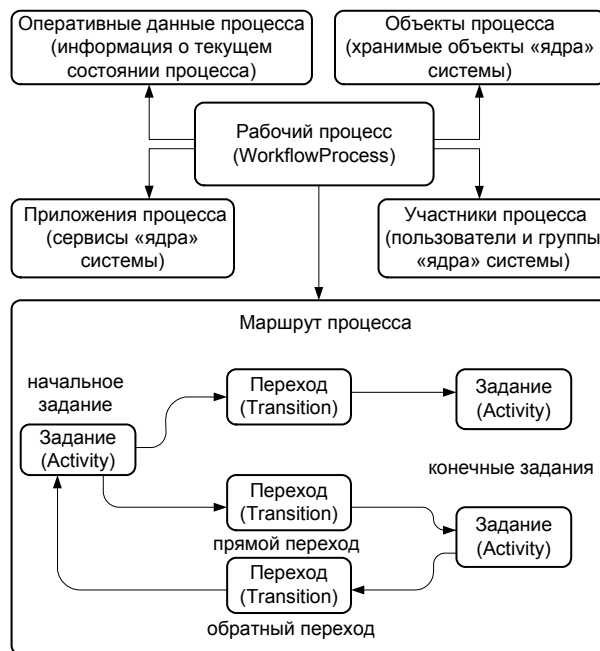 Оперативные данные процесса
(информация о текущем
состоянии процесса)
Объекты процесса
(хранимые объекты «ядра»
системы)
Рабочий процесс
(WorkflowProcess)
Приложения процесса
(сервисы «ядра»
системы)
Участники процесса
(пользователи и группы
«ядра» системы)
Маршрут процесса
начальное
задание
Переход
(Transition)
Задание
(Activity)
Задание
(Activity)
конечные задания
Переход
(Transition)
прямой переход
Задание
(Activity)
Переход
(Transition)
обратный переход